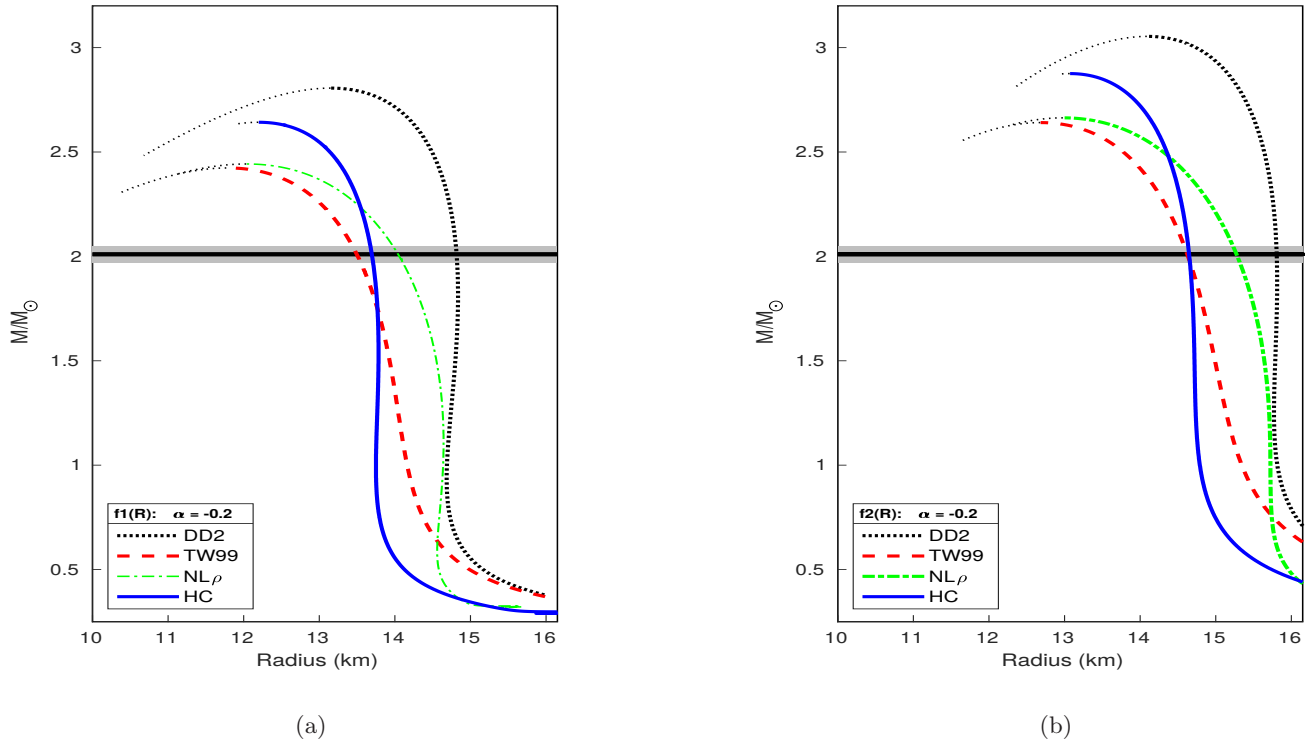 3
2.5
2
1.5
1
0.5
M/M⊙
f1(R): α = -0.2
DD2
TW99
NLρ
HC
10 11 12 13 14 15 16
Radius (km)
(a)
3
2.5
2
1.5
1
0.5
M/M⊙
f2(R): α = -0.2
DD2
TW99
NLρ
HC
10 11 12 13 14 15 16
Radius (km)
(b)